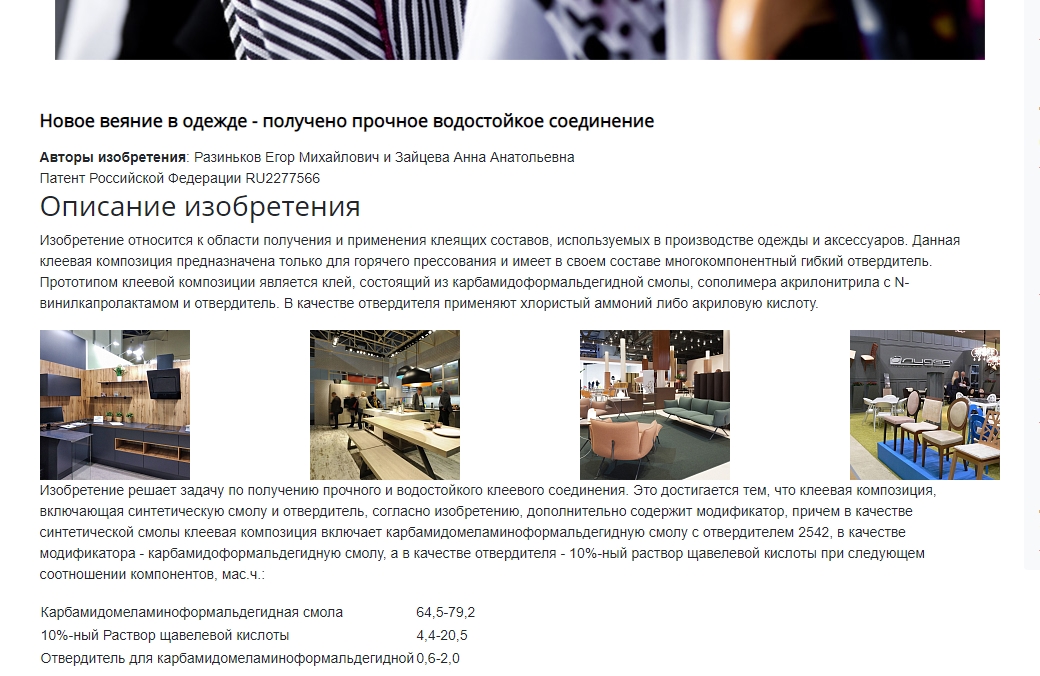 Новое веяние в одежде - получено прочное водостойкое соединение
Авторы изобретения: Разиньков Егор Михайлович и Зайцева Анна Анатольевна
Патент Российской Федерации RU2277566
Описание изобретения
Изобретение относится к области получения и применения клеящих составов, используемых в производстве одежды и аксессуаров. Данная
клеевая композиция предназначена только для горячего прессования и имеет в своем составе многокомпонентный гибкий отвердитель.
Прототипом клеевой композиции является клей, состоящий из карбамидоформальдегидной смолы, сополимера акрилонитрила с N-
винилкапролактамом и отвердитель. В качестве отвердителя применяют хлористый аммоний либо акриловую кислоту.
Изобретение решает задачу по получению прочного и водостойкого клеевого соединения. Это достигается тем, что клеевая композиция,
включающая синтетическую смолу и отвердитель, согласно изобретению, дополнительно содержит модификатор, причем в качестве
синтетической смолы клеевая композиция включает карбамидомеламиноформальдегидную смолу с отвердителем 2542, в качестве
модификатора - карбамидоформальдегидную смолу, а в качестве отвердителя - 10%-ный раствор щавелевой кислоты при следующем
соотношении компонентов, мас.ч.:
Карбамидомеламиноформальдегидная смола 64,5-79,2
10%-ный Раствор щавелевой кислоты 4,4-20,5
Отвердитель для карбамидомеламиноформальдегидной 0,6-2,0